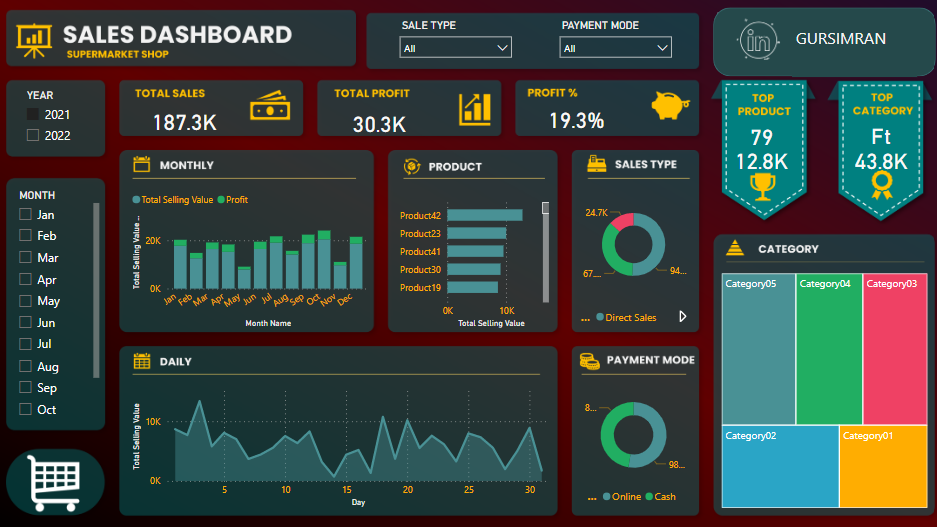 SALES DASHBOARD
SUPERMARKET SHOP
SALE TYPE
All
PAYMENT MODE
All
in
GURSIMRAN
YEAR
2021
2022
TOTAL SALES
187.3K
TOTAL PROFIT
30.3K
PROFIT %
19.3%
TOP
PRODUCT
79
12.8K
TOP
CATEGORY
Ft
43.8K
MONTH
Jan
Feb
Mar
Apr
May
Jun
Jul
Aug
Sep
Oct
MONTHLY
Total Selling Value Profit
Total Selling Value ...
20K
0K
Jan Feb Mar Apr May Jun Jul Aug Sep Oct Nov Dec
Month Name
PRODUCT
Product42
Product23
Product41
Product30
Product19
0K 10K
Total Selling Value
SALES TYPE
24.7K
67.... 94....
... Direct Sales
CATEGORY
Category05
Category04
Category03
Category02
Category01
DAILY
Total Selling Value
10K
0K
5 10 15 20 25 30
Day
PAYMENT MODE
8...
98...
... Online Cash